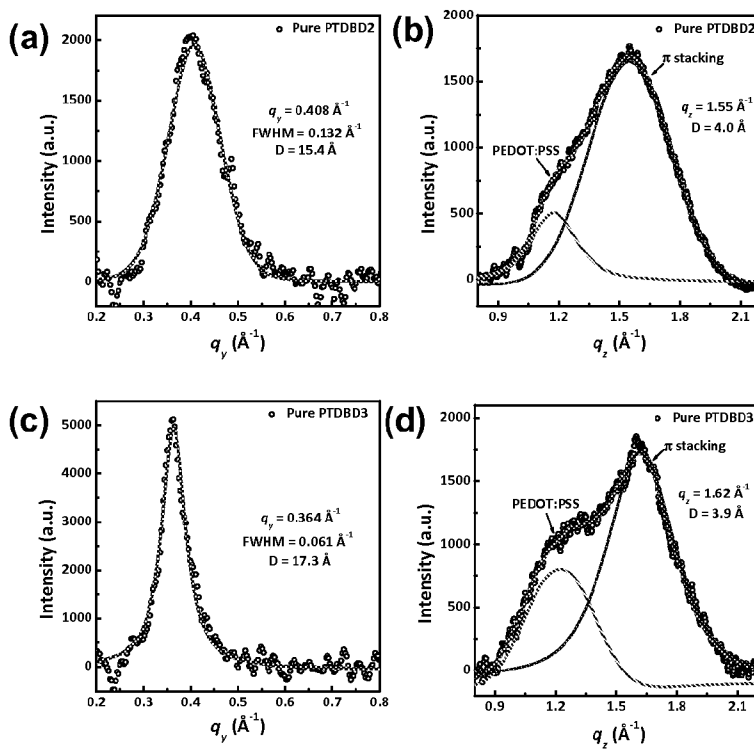 (a)
Pure PTDBD2
2000
1500
1000
500
0
Intensity (a.u.)
q_y = 0.408 Å⁻¹
FWHM = 0.132 Å⁻¹
D = 15.4 Å
0.2 0.3 0.4 0.5 0.6 0.7 0.8
q_y (Å⁻¹)
(b)
Pure PTDBD2
2000
1500
1000
500
0
Intensity (a.u.)
π stacking
q_z = 1.55 Å⁻¹
D = 4.0 Å
PEDOT:PSS
0.9 1.2 1.5 1.8 2.1
q_z (Å⁻¹)
(c)
Pure PTDBD3
5000
4000
3000
2000
1000
0
Intensity (a.u.)
q_y = 0.364 Å⁻¹
FWHM = 0.061 Å⁻¹
D = 17.3 Å
0.2 0.3 0.4 0.5 0.6 0.7 0.8
q_y (Å⁻¹)
(d)
Pure PTDBD3
2000
1500
1000
500
0
Intensity (a.u.)
π stacking
q_z = 1.62 Å⁻¹
D = 3.9 Å
PEDOT:PSS
0.9 1.2 1.5 1.8 2.1
q_z (Å⁻¹)